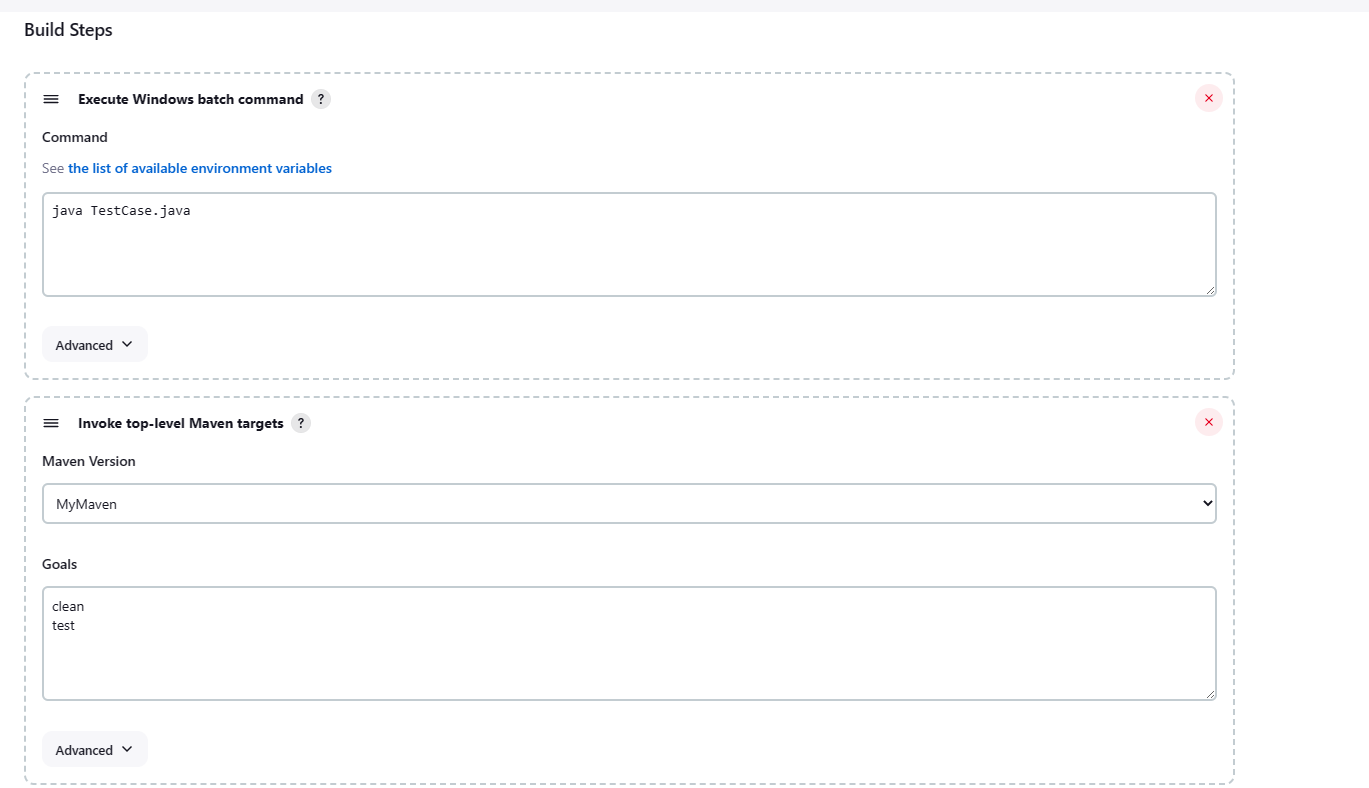 Build Steps
Execute Windows batch command ?
Command
See the list of available environment variables
java TestCase.java
Advanced
Invoke top-level Maven targets ?
Maven Version
MyMaven
Goals
clean
test
Advanced